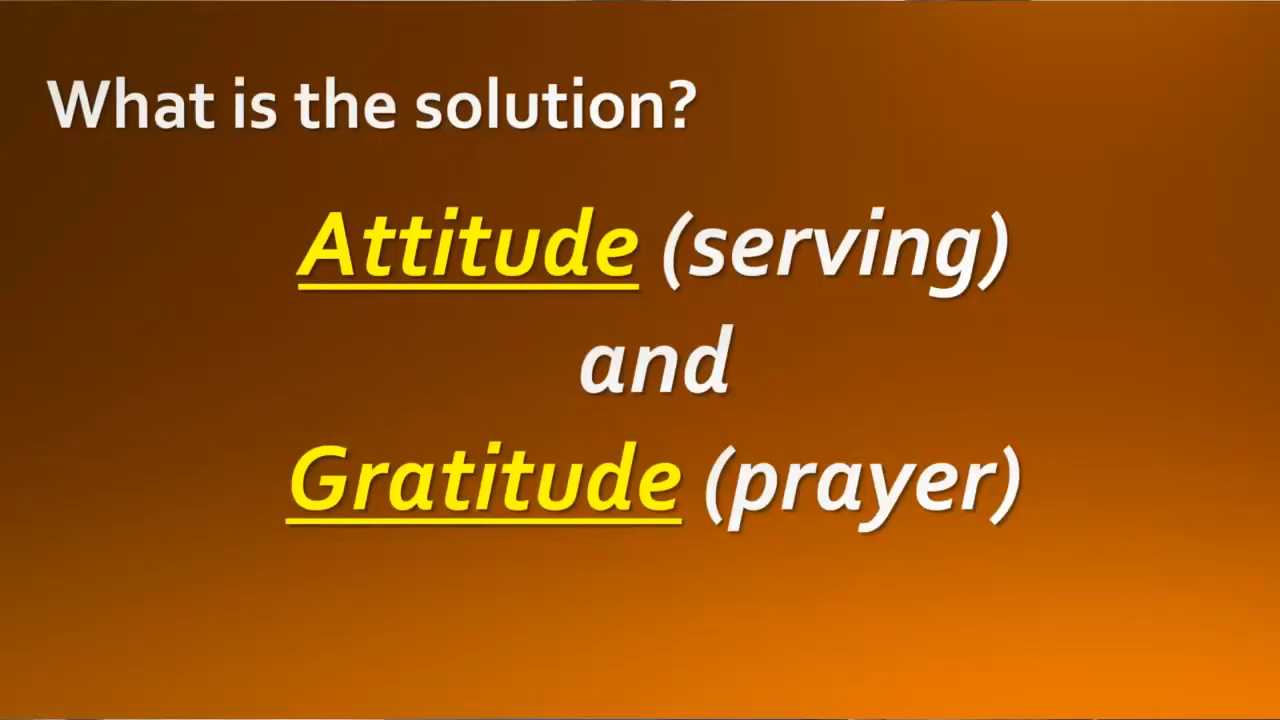 What is the solution?
Attitude (serving)
and
Gratitude (prayer)